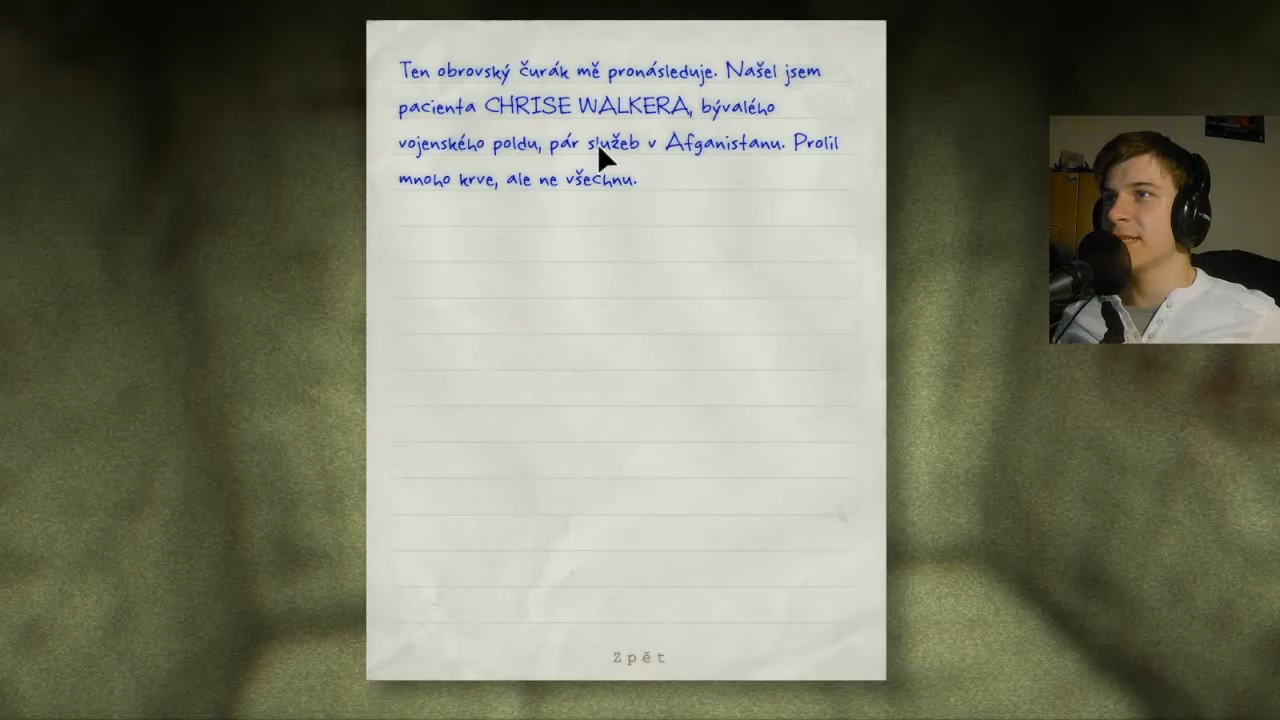 Ten obrovský čurák mě pronásleduje. Našel jsem
pacienta CHRISE WALKERA, bývalého
vojenského poldu, pár služeb v Afganistanu. Prolil
mnoho krve, ale ne všechnu.
Zpět